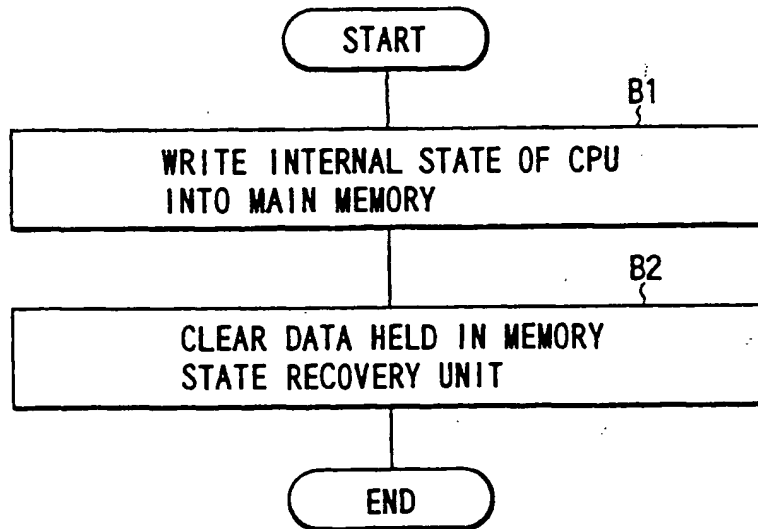 START
B1
WRITE INTERNAL STATE OF CPU
INTO MAIN MEMORY
B2
CLEAR DATA HELD IN MEMORY
STATE RECOVERY UNIT
END